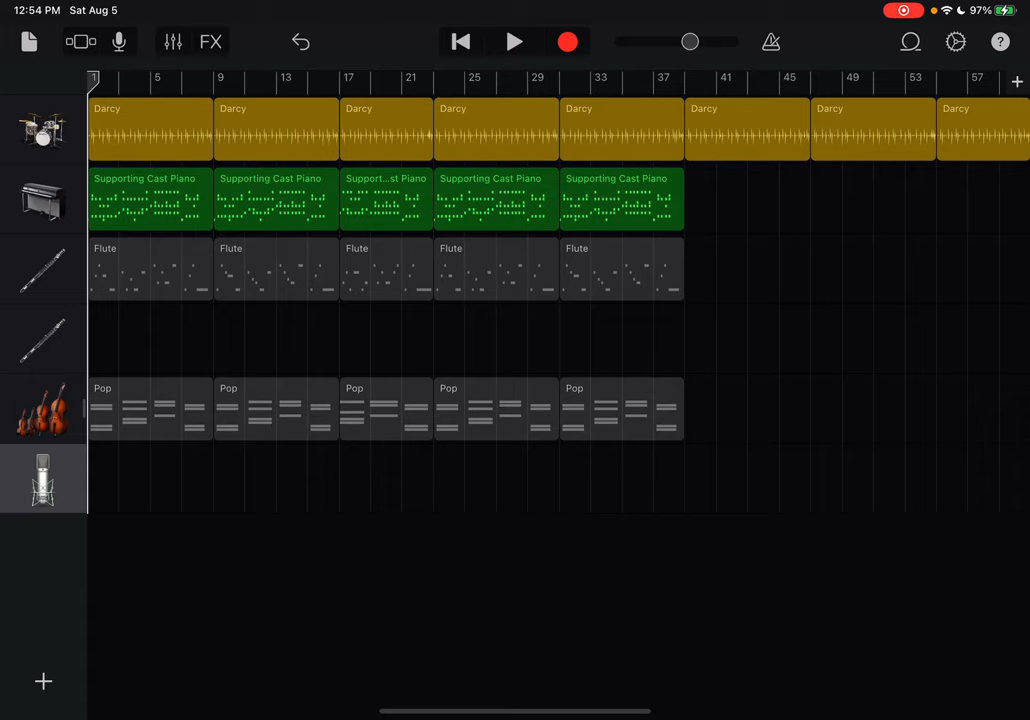 12:54 PM Sat Aug 5 97%
FX ?
1 5 9 13 17 21 25 29 33 37 41 45 49 53 57 +
Darcy Darcy Darcy Darcy Darcy Darcy Darcy Darcy
Supporting Cast Piano Supporting Cast Piano Support...st Piano Supporting Cast Piano Supporting Cast Piano
Flute Flute Flute Flute Flute
Pop Pop Pop Pop Pop
+